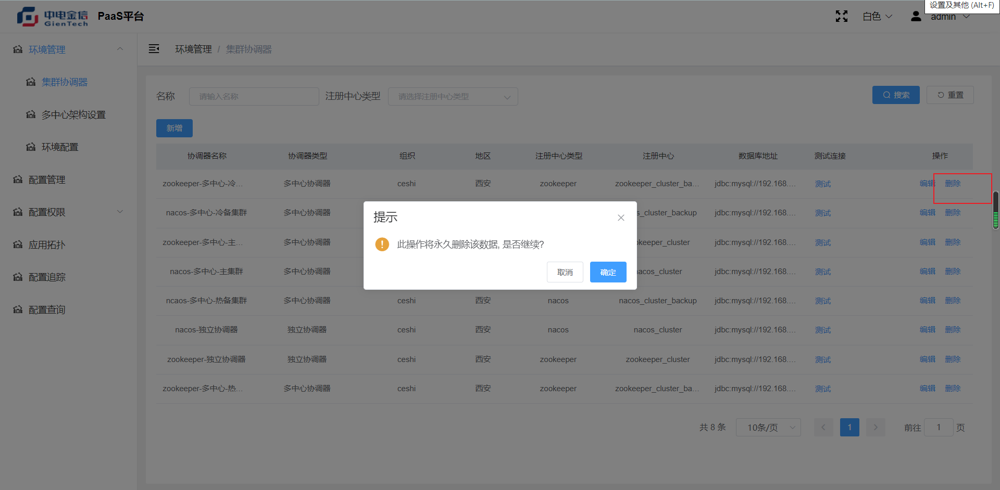 设置及其他 (Alt+F)
中电金信
GienTech
PaaS平台
白色
admin
环境管理
集群协调器
多中心架构设置
环境配置
配置管理
配置权限
应用拓扑
配置追踪
配置查询
环境管理 / 集群协调器
名称 请输入名称 注册中心类型 请选择注册中心类型 搜索 重置
新增
协调器名称 协调器类型 组织 地区 注册中心类型 注册中心 数据库地址 测试连接 操作
zookeeper-多中心-冷... 多中心协调器 ceshi 西安 zookeeper zookeeper_cluster_ba... jdbc:mysql://192.168.... 测试 编辑 删除
nacos-多中心-冷备集群 多中心协调器 s_cluster_backup jdbc:mysql://192.168.... 测试 编辑 删除
zookeeper-多中心-主... 多中心协调器 keeper_cluster jdbc:mysql://192.168.... 测试 编辑 删除
nacos-多中心-主集群 多中心协调器 acos_cluster jdbc:mysql://192.168.... 测试 编辑 删除
ncaos-多中心-热备集群 多中心协调器 ceshi 西安 nacos nacos_cluster_backup jdbc:mysql://192.168.... 测试 编辑 删除
nacos-独立协调器 独立协调器 ceshi 西安 nacos nacos_cluster jdbc:mysql://192.168.... 测试 编辑 删除
zookeeper-独立协调器 独立协调器 ceshi 西安 zookeeper zookeeper_cluster jdbc:mysql://192.168.... 测试 编辑 删除
zookeeper-多中心-热... 多中心协调器 ceshi 西安 zookeeper zookeeper_cluster_ba... jdbc:mysql://192.168.... 测试 编辑 删除
提示
此操作将永久删除该数据, 是否继续?
取消 确定
共 8 条 10条/页 1 前往 1 页